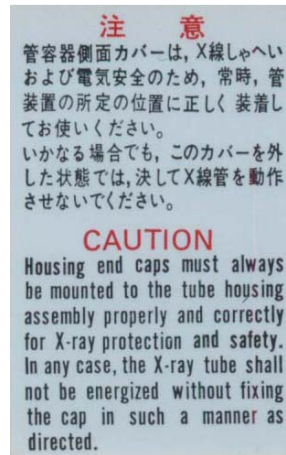 注 意
管容器側面カバーは, X線しゃへい
および電気安全のため, 常時, 管
装置の所定の位置に正しく 装着し
てお使いください。
いかなる場合でも, このカバーを外
した状態では, 決してX線管を動作
させないでください。
CAUTION
Housing end caps must always
be mounted to the tube housing
assembly properly and correctly
for X-ray protection and safety.
In any case, the X-ray tube shall
not be energized without fixing
the cap in such a manner as
directed.